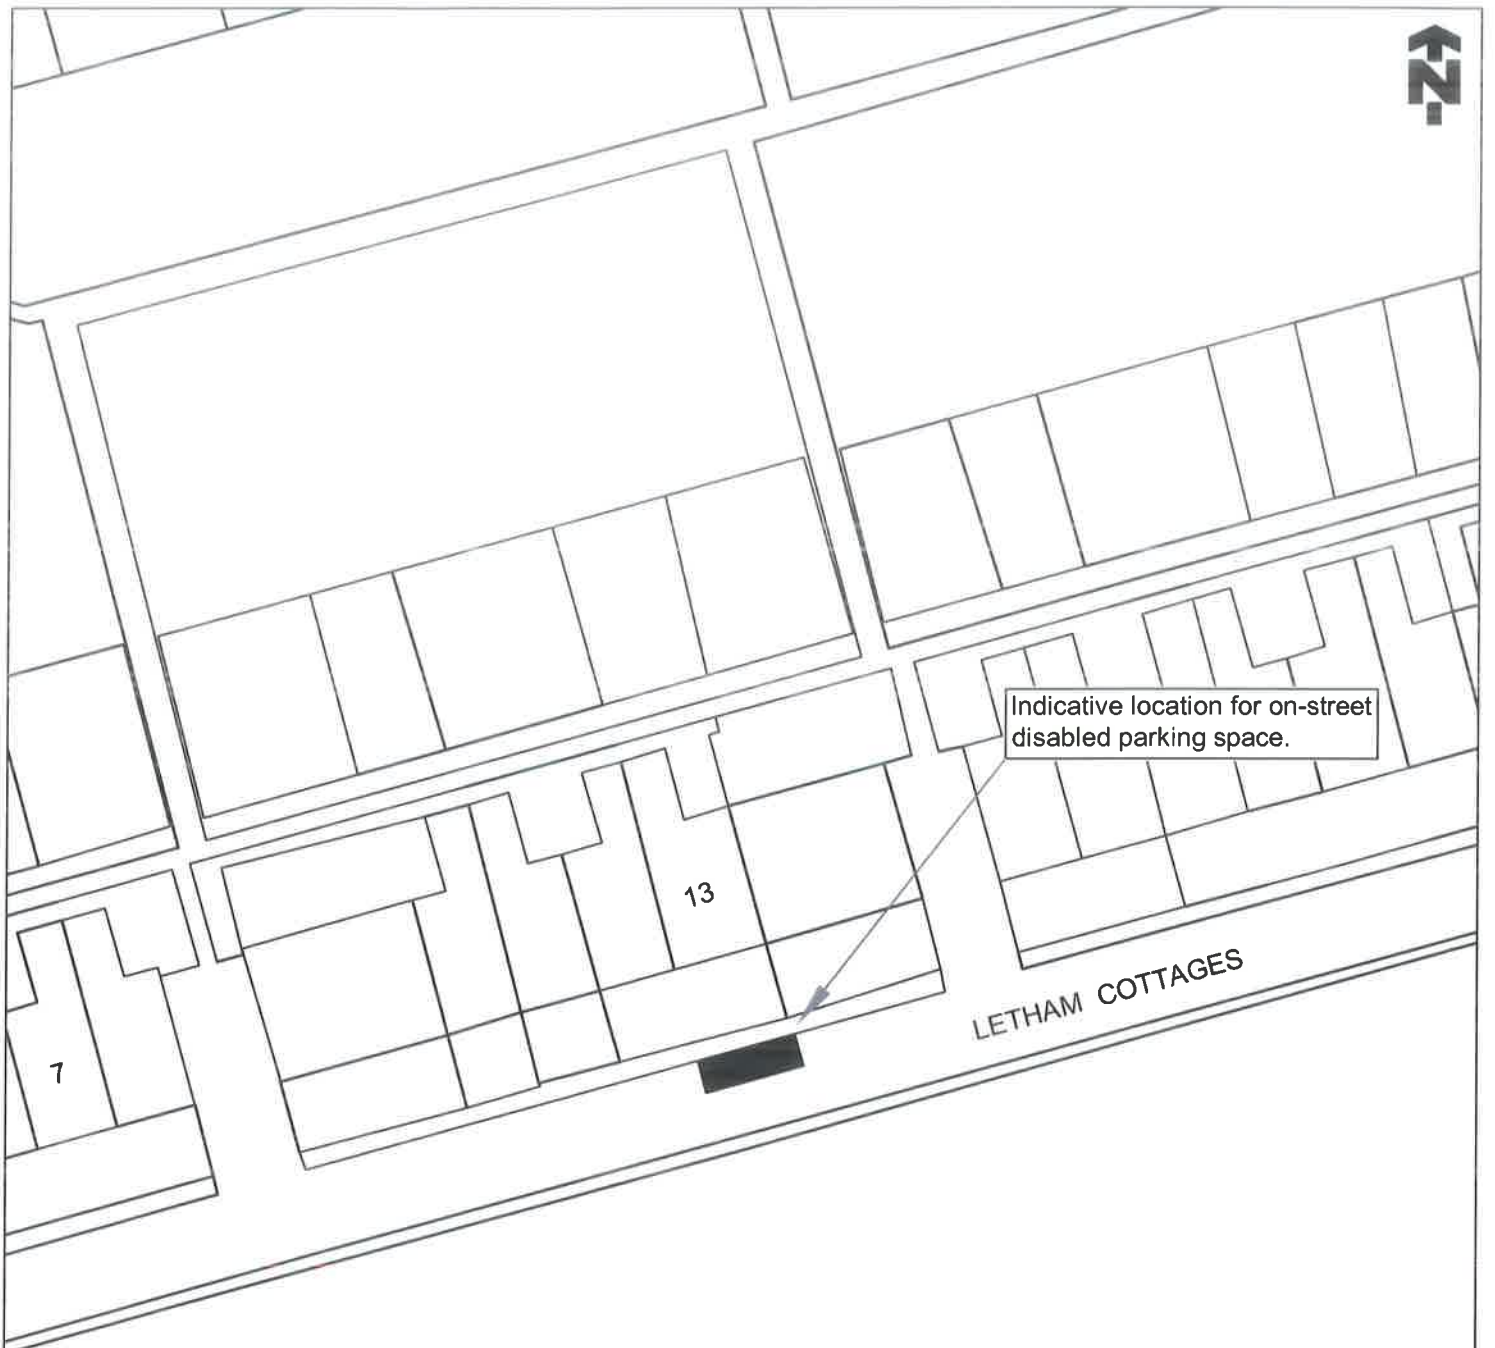 N
Indicative location for on-street
disabled parking space.
13
LETHAM COTTAGES
7